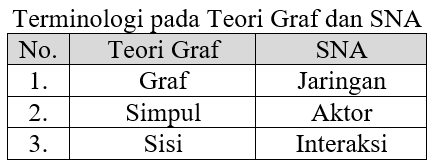 Terminologi pada Teori Graf dan SNA
No. Teori Graf SNA
1. Graf Jaringan
2. Simpul Aktor
3. Sisi Interaksi